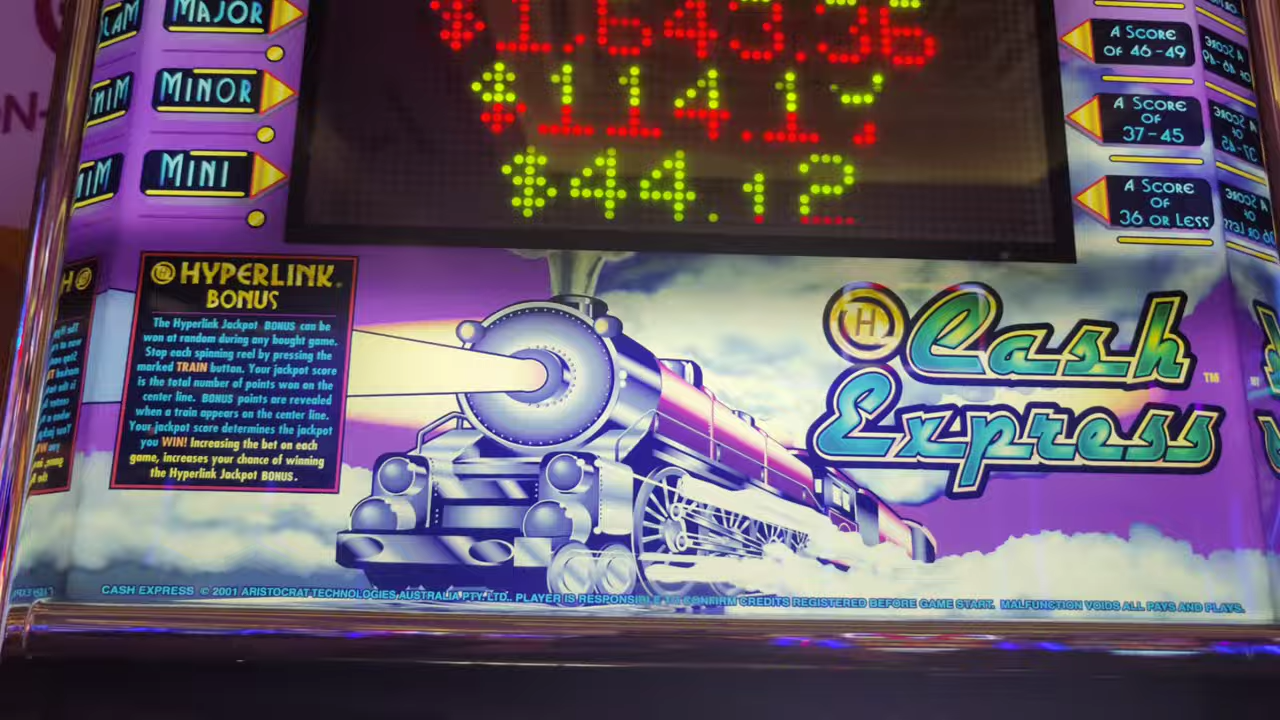 MAJOR
$1,643.36
A SCORE
OF 46-49
MINOR
$114.17
A SCORE
OF
37-45
MINI
$44.12
A SCORE
OF
36 OR LESS
HYPERLINK
BONUS
The Hyperlink Jackpot BONUS can be
won at random during any bought game.
Stop each spinning reel by pressing the
marked TRAIN button. Your jackpot score
is the total number of points won on the
center line. BONUS points are revealed
when a train appears on the center line.
Your jackpot score determines the jackpot
you WIN! Increasing the bet on each
game, increases your chance of winning
the Hyperlink Jackpot BONUS.
H Cash
Express™
CASH EXPRESS © 2001 ARISTOCRAT TECHNOLOGIES AUSTRALIA PTY. LTD.. PLAYER IS RESPONSIBLE TO CONFIRM CREDITS REGISTERED BEFORE GAME START. MALFUNCTION VOIDS ALL PAYS AND PLAYS.